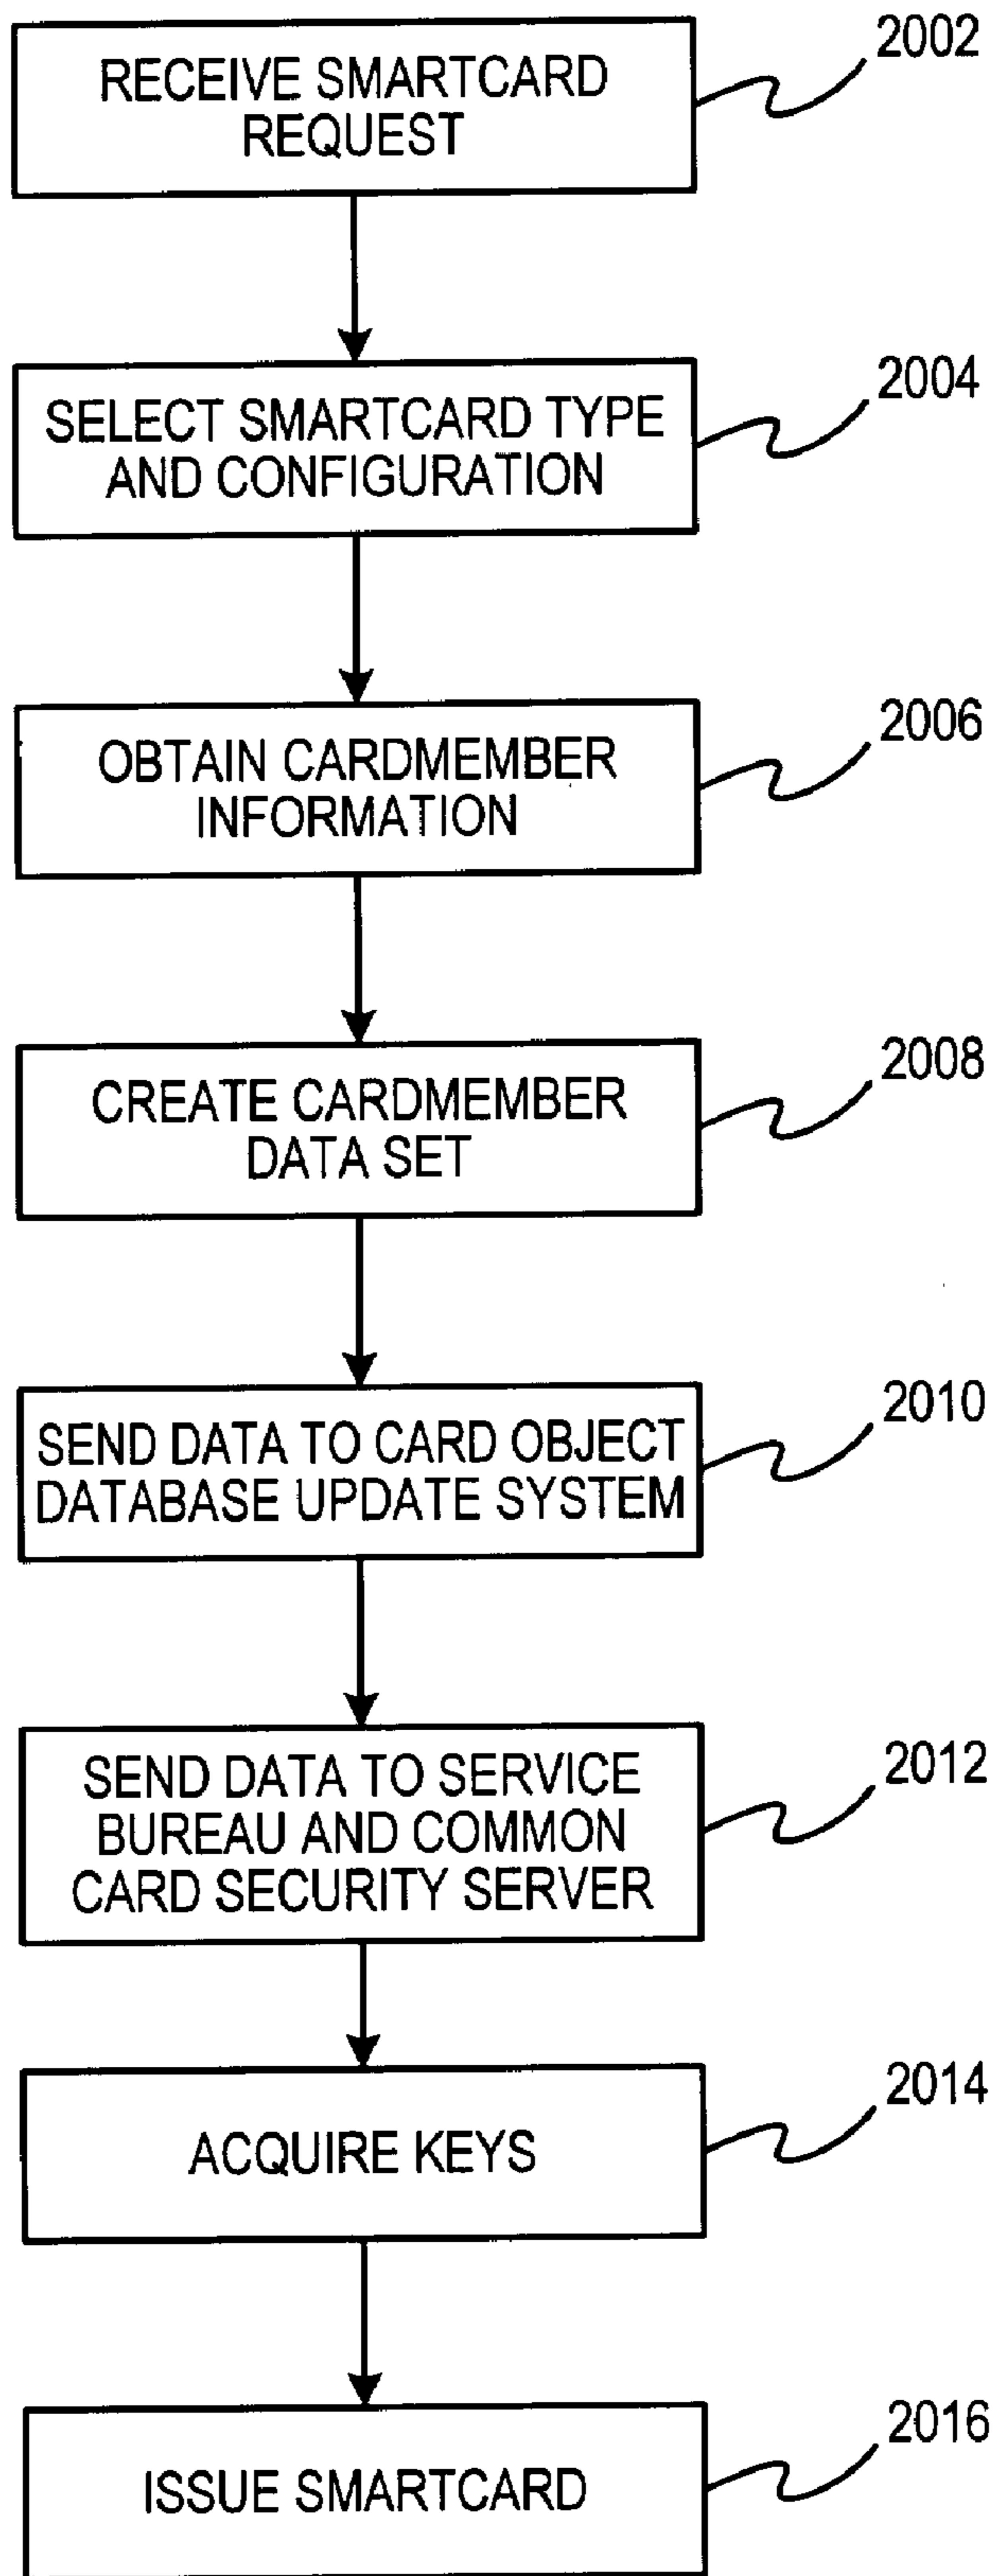 RECEIVE SMARTCARD
REQUEST
2002
SELECT SMARTCARD TYPE
AND CONFIGURATION
2004
OBTAIN CARDMEMBER
INFORMATION
2006
CREATE CARDMEMBER
DATA SET
2008
SEND DATA TO CARD OBJECT
DATABASE UPDATE SYSTEM
2010
SEND DATA TO SERVICE
BUREAU AND COMMON
CARD SECURITY SERVER
2012
ACQUIRE KEYS
2014
ISSUE SMARTCARD
2016